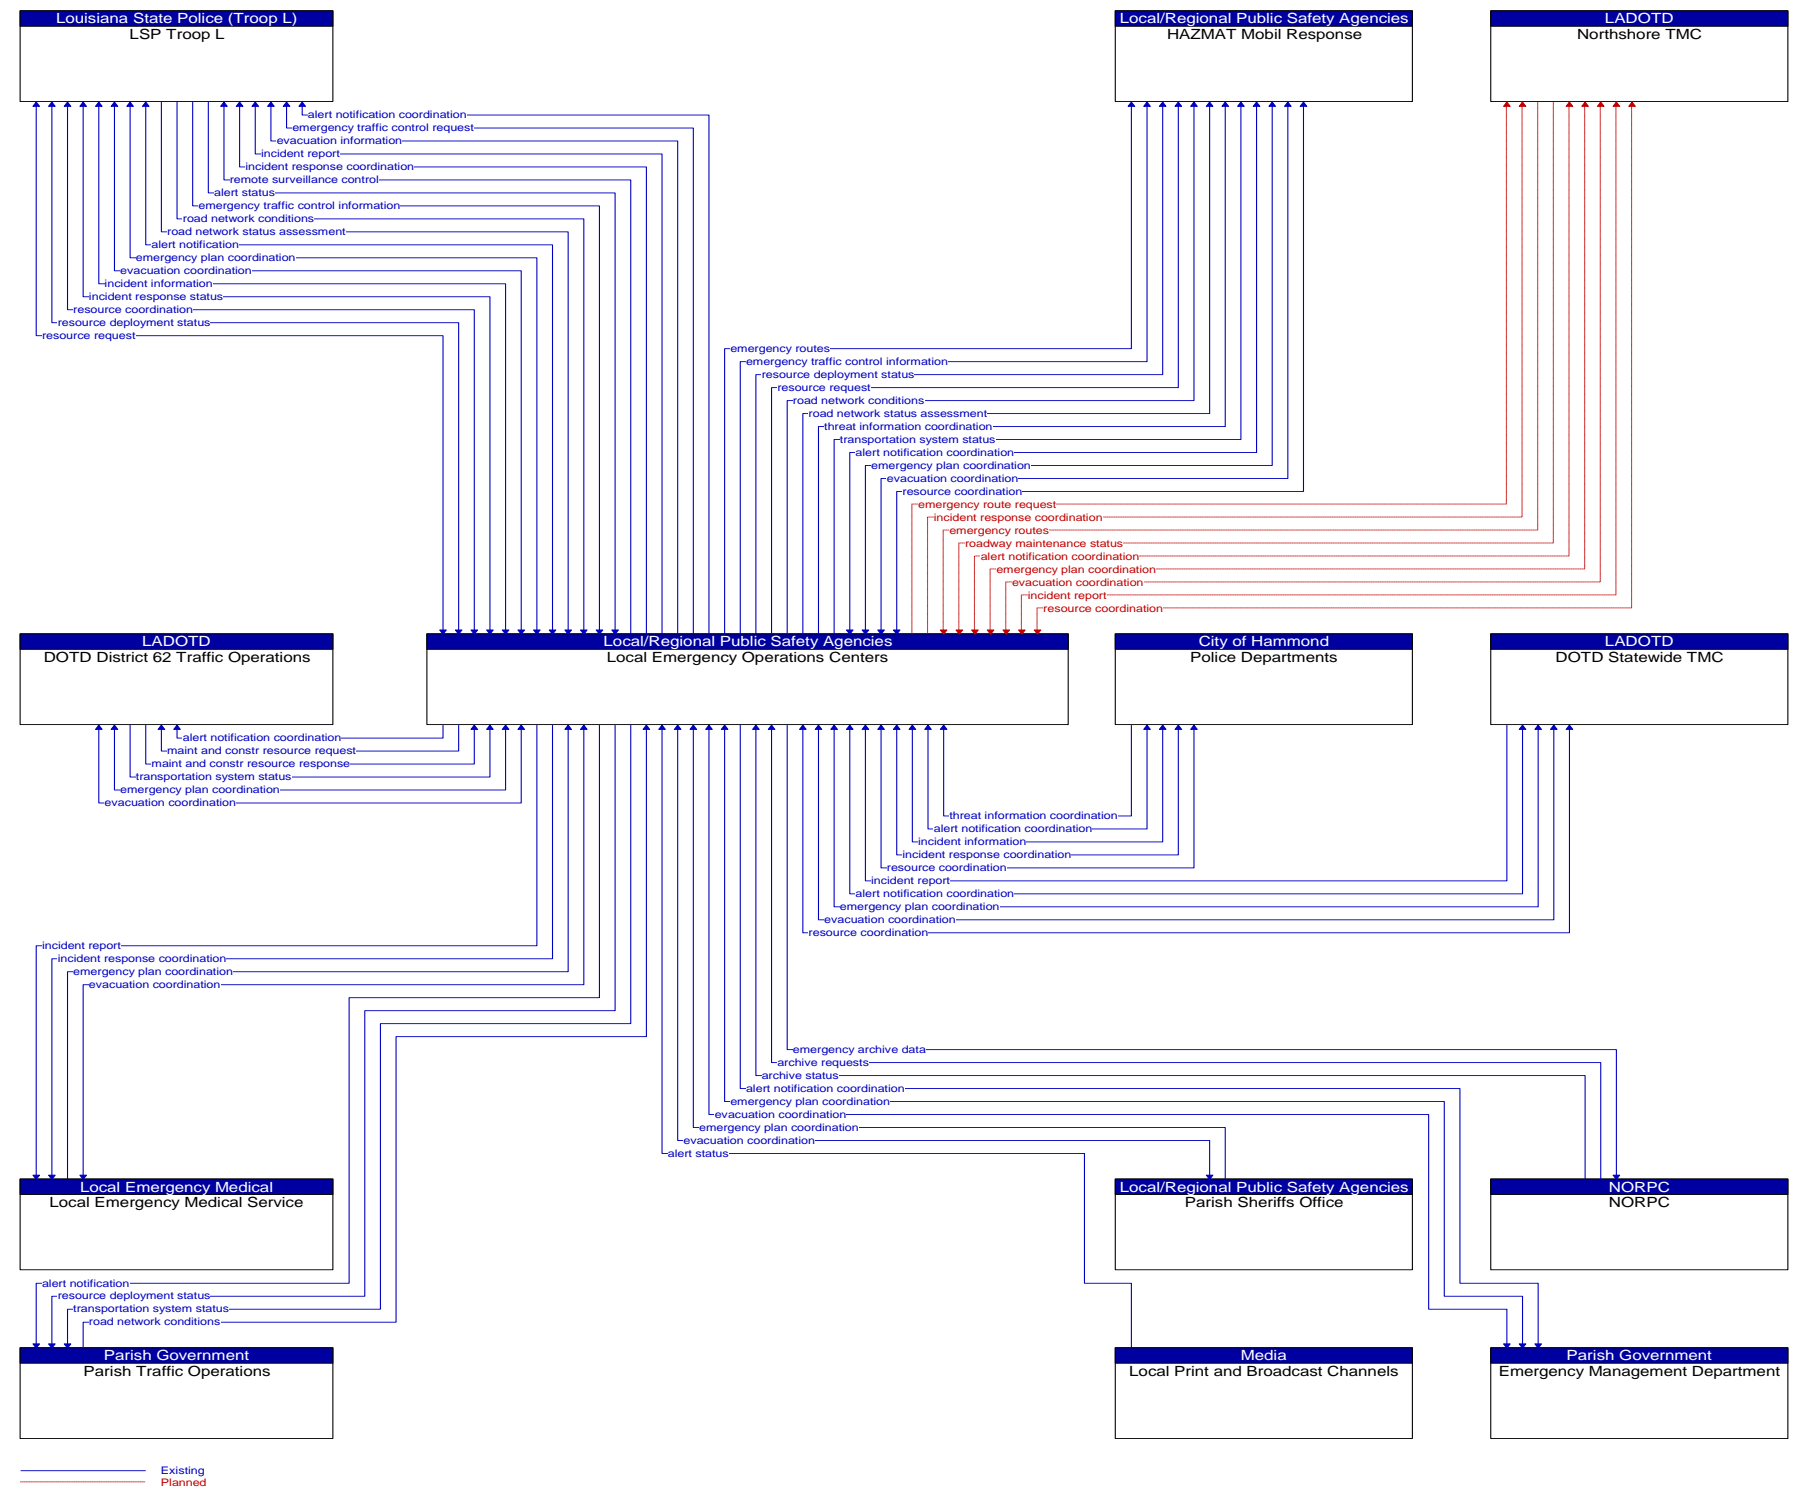 Louisiana State Police (Troop L)
LSP Troop L
Local/Regional Public Safety Agencies
HAZMAT Mobil Response
LADOTD
Northshore TMC
alert notification coordination
emergency traffic control request
evacuation information
incident report
incident response coordination
remote surveillance control
alert status
emergency traffic control information
road network conditions
road network status assessment
alert notification
emergency plan coordination
evacuation coordination
incident information
incident response status
resource coordination
resource deployment status
resource request
emergency routes
emergency traffic control information
resource deployment status
resource request
road network conditions
road network status assessment
threat information coordination
transportation system status
alert notification coordination
emergency plan coordination
evacuation coordination
resource coordination
emergency route request
incident response coordination
emergency routes
roadway maintenance status
alert notification coordination
emergency plan coordination
evacuation coordination
incident report
resource coordination
LADOTD
DOTD District 62 Traffic Operations
Local/Regional Public Safety Agencies
Local Emergency Operations Centers
City of Hammond
Police Departments
LADOTD
DOTD Statewide TMC
alert notification coordination
maint and constr resource request
maint and constr resource response
transportation system status
emergency plan coordination
evacuation coordination
threat information coordination
alert notification coordination
incident information
incident response coordination
resource coordination
incident report
alert notification coordination
emergency plan coordination
evacuation coordination
resource coordination
incident report
incident response coordination
emergency plan coordination
evacuation coordination
emergency archive data
archive requests
archive status
alert notification coordination
emergency plan coordination
evacuation coordination
emergency plan coordination
evacuation coordination
alert status
Local Emergency Medical
Local Emergency Medical Service
Local/Regional Public Safety Agencies
Parish Sheriffs Office
NORPC
NORPC
alert notification
resource deployment status
transportation system status
road network conditions
Parish Government
Parish Traffic Operations
Media
Local Print and Broadcast Channels
Parish Government
Emergency Management Department
Existing
Planned